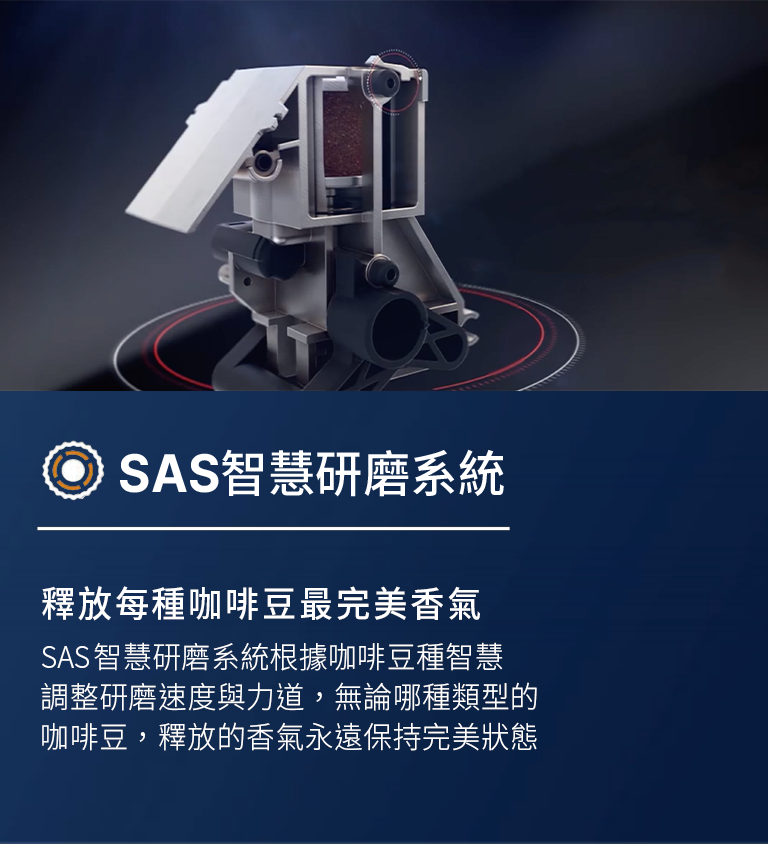 SAS智慧研磨系統
釋放每種咖啡豆最完美香氣
SAS智慧研磨系統根據咖啡豆種智慧
調整研磨速度與力道，無論哪種類型的
咖啡豆，釋放的香氣永遠保持完美狀態